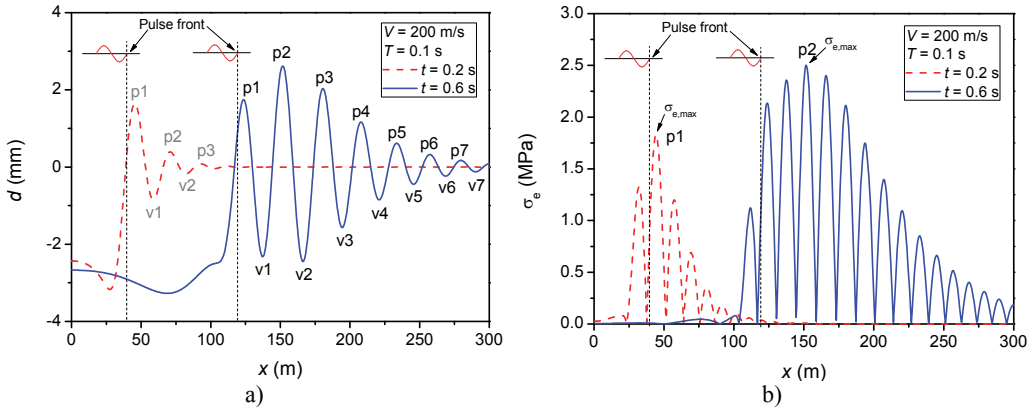 Pulse front
V = 200 m/s
T = 0.1 s
t = 0.2 s
t = 0.6 s
p1
p2
p3
v1
v2
p1
p2
p3
p4
p5
p6
p7
v1
v2
v3
v4
v5
v6
v7
4
2
0
-2
-4
d (mm)
0 50 100 150 200 250 300
x (m)
a)
Pulse front
V = 200 m/s
T = 0.1 s
t = 0.2 s
t = 0.6 s
σe,max
p1
p2
σe,max
3.0
2.5
2.0
1.5
1.0
0.5
0.0
σe (MPa)
0 50 100 150 200 250 300
x (m)
b)